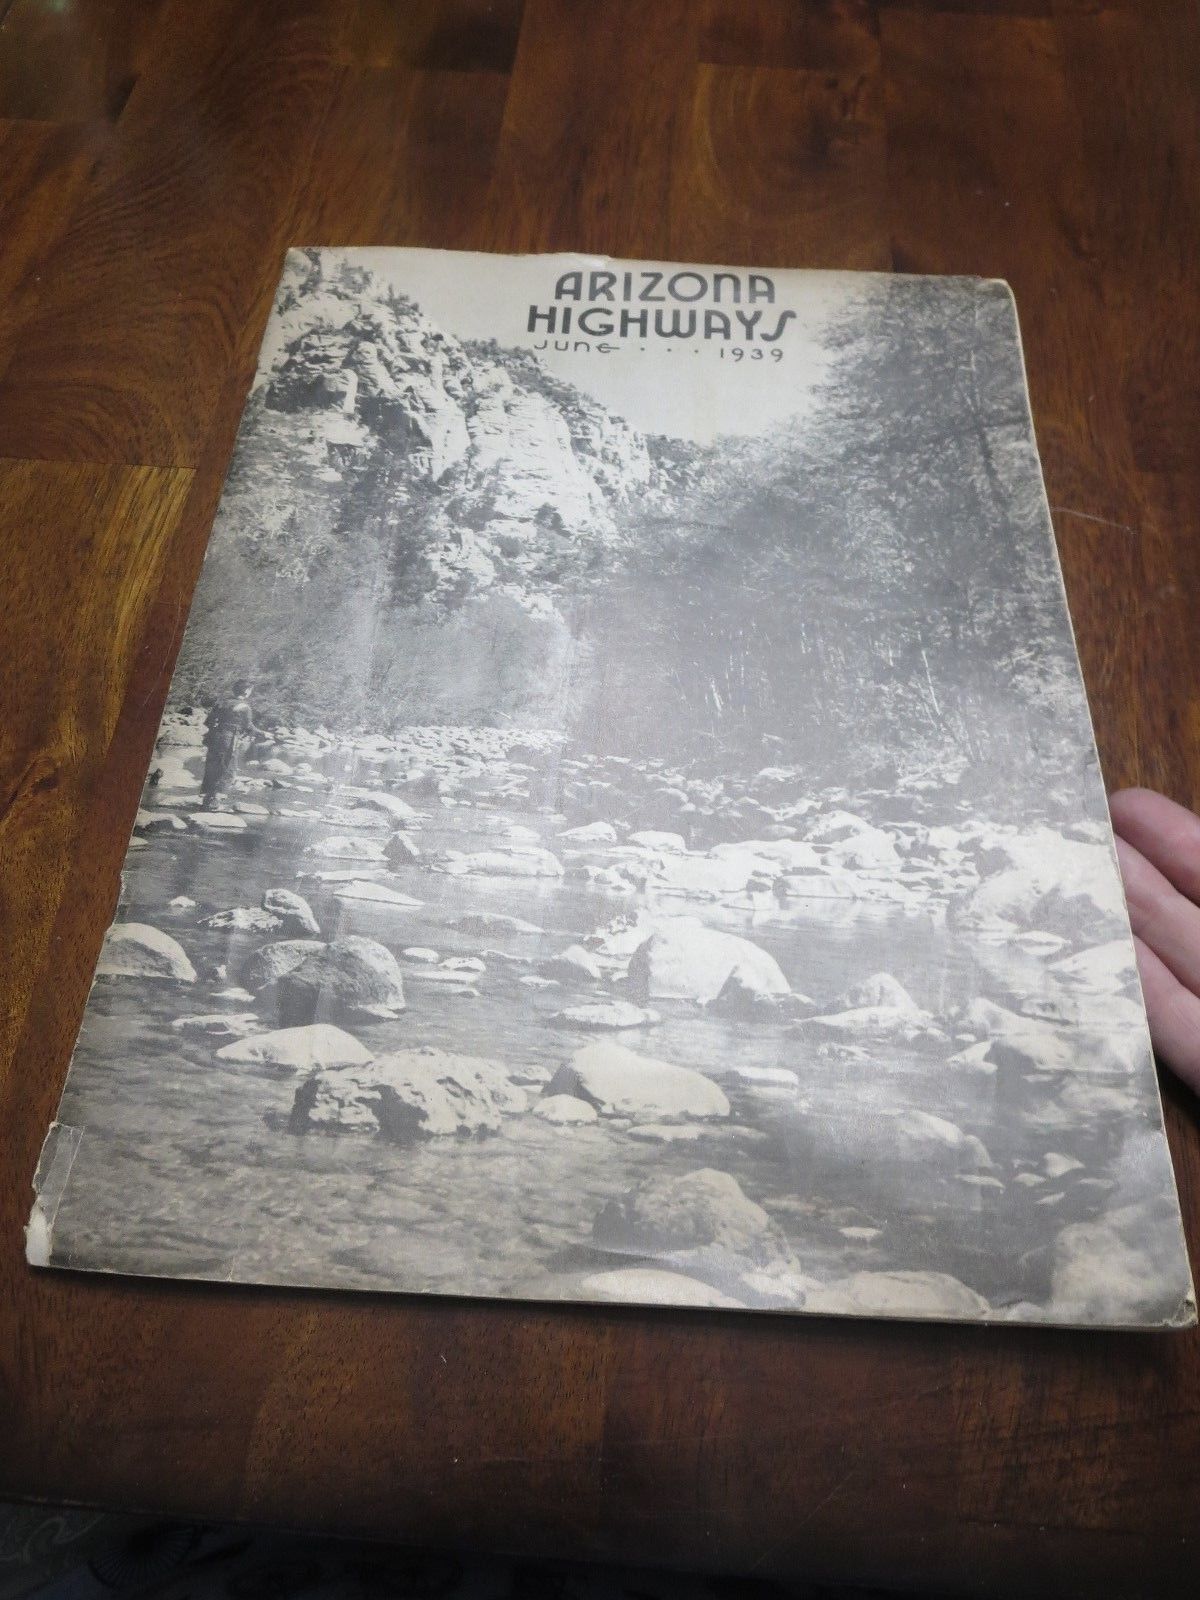 ARIZONA
HIGHWAYS
JUNE . . . 1939